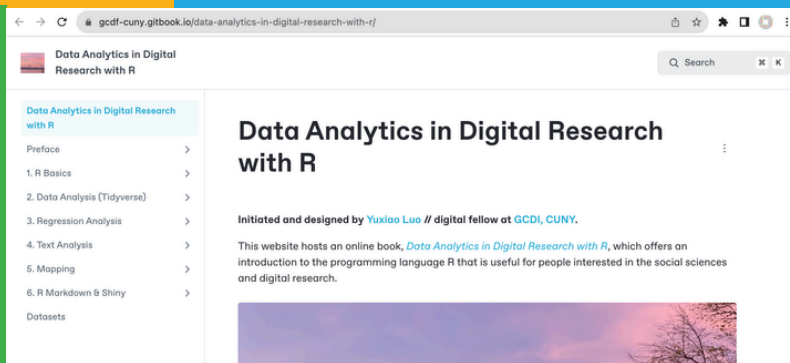 gcdf-cuny.gitbook.io/data-analytics-in-digital-research-with-r/
Data Analytics in Digital
Research with R
Search
⌘ K
Data Analytics in Digital Research
with R
Preface
1. R Basics
2. Data Analysis (Tidyverse)
3. Regression Analysis
4. Text Analysis
5. Mapping
6. R Markdown & Shiny
Datasets
Data Analytics in Digital Research
with R
Initiated and designed by Yuxiao Luo // digital fellow at GCDI, CUNY.
This website hosts an online book, Data Analytics in Digital Research with R, which offers an
introduction to the programming language R that is useful for people interested in the social sciences
and digital research.